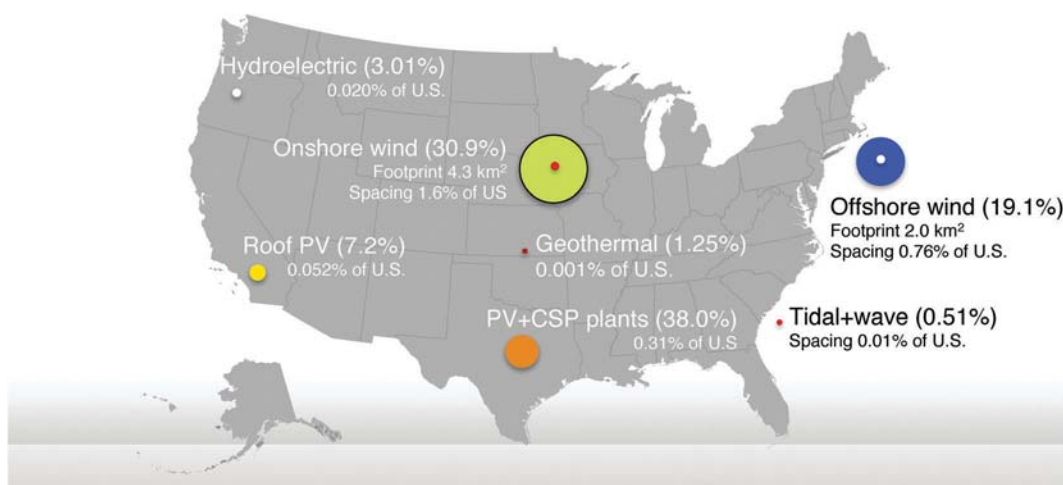 Hydroelectric (3.01%)
0.020% of U.S.
Onshore wind (30.9%)
Footprint 4.3 km²
Spacing 1.6% of US
Offshore wind (19.1%)
Footprint 2.0 km²
Spacing 0.76% of U.S.
Roof PV (7.2%)
0.052% of U.S.
Geothermal (1.25%)
0.001% of U.S.
PV+CSP plants (38.0%)
0.31% of U.S
Tidal+wave (0.51%)
Spacing 0.01% of U.S.